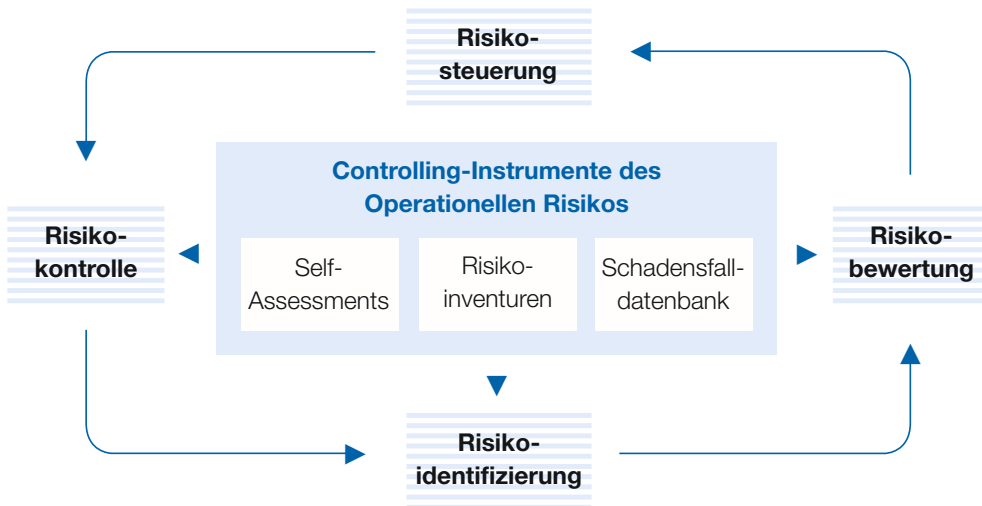 Risiko-
steuerung
Controlling-Instrumente des
Operationellen Risikos
Risiko-
kontrolle
Self-
Assessments
Risiko-
inventuren
Schadensfall-
datenbank
Risiko-
bewertung
Risiko-
identifizierung